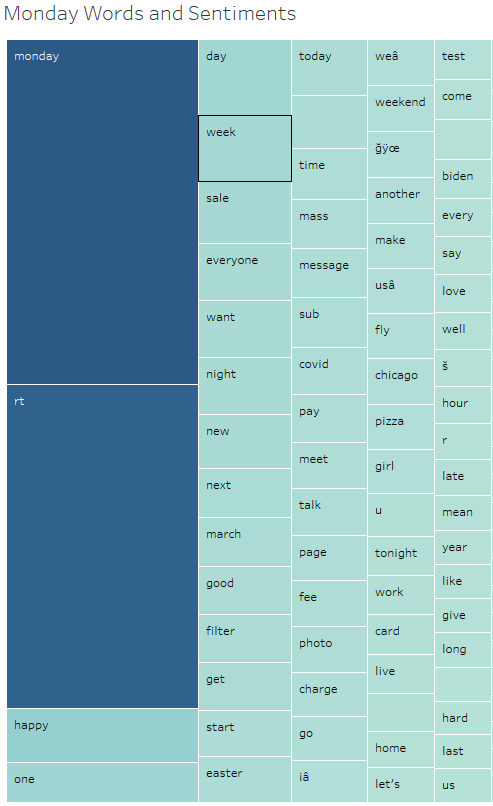 Monday Words and Sentiments
monday
rt
happy
one
day
week
sale
everyone
want
night
new
next
march
good
filter
get
start
easter
today
time
mass
message
sub
covid
pay
meet
talk
page
fee
photo
charge
go
iâ
weâ
weekend
ğÿœ
another
make
usâ
fly
chicago
pizza
girl
u
tonight
work
card
live
home
let's
test
come
biden
every
say
love
well
š
hour
r
late
mean
year
like
give
long
hard
last
us